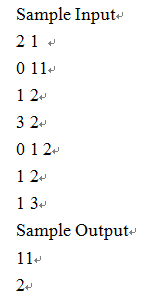 Sample Input
2 1
0 11
1 2
3 2
0 1 2
1 2
1 3
Sample Output
11
2